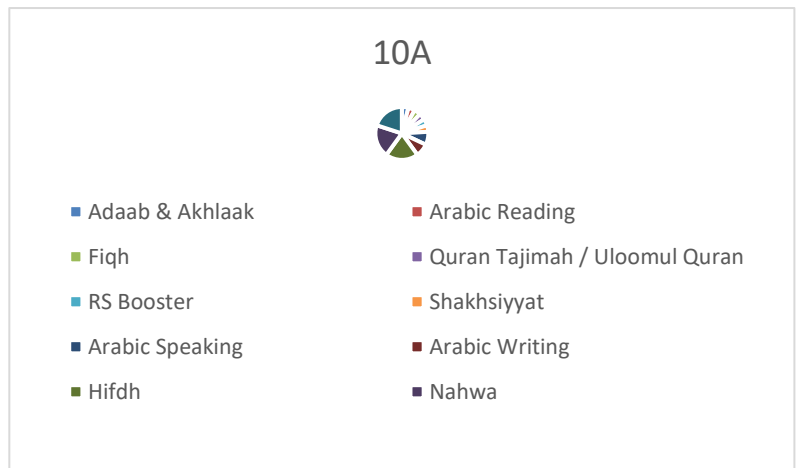 10A
Adaab & Akhlaak
Arabic Reading
Fiqh
Quran Tajimah / Uloomul Quran
RS Booster
Shakhsiyyat
Arabic Speaking
Arabic Writing
Hifdh
Nahwa